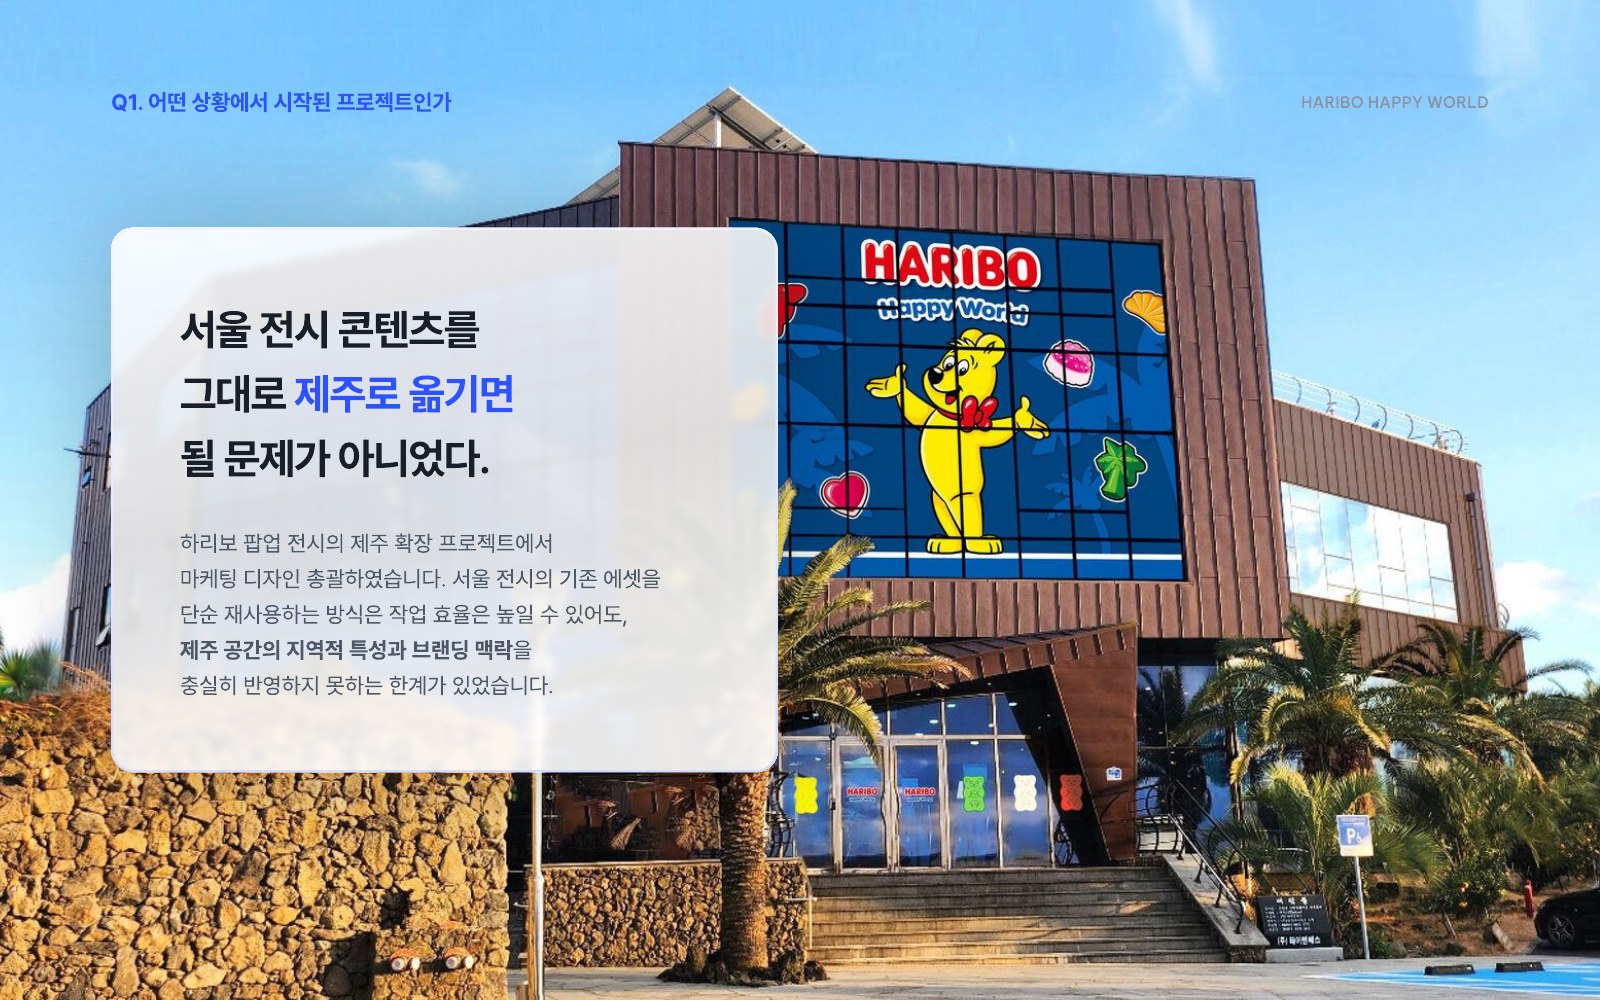 Q1. 어떤 상황에서 시작된 프로젝트인가
HARIBO HAPPY WORLD
서울 전시 콘텐츠를
그대로 제주로 옮기면
될 문제가 아니었다.
하리보 팝업 전시의 제주 확장 프로젝트에서
마케팅 디자인 총괄하였습니다. 서울 전시의 기존 에셋을
단순 재사용하는 방식은 작업 효율은 높일 수 있어도,
제주 공간의 지역적 특성과 브랜딩 맥락을
충실히 반영하지 못하는 한계가 있었습니다.
HARIBO
Happy World
HARIBO
HARIBO
P